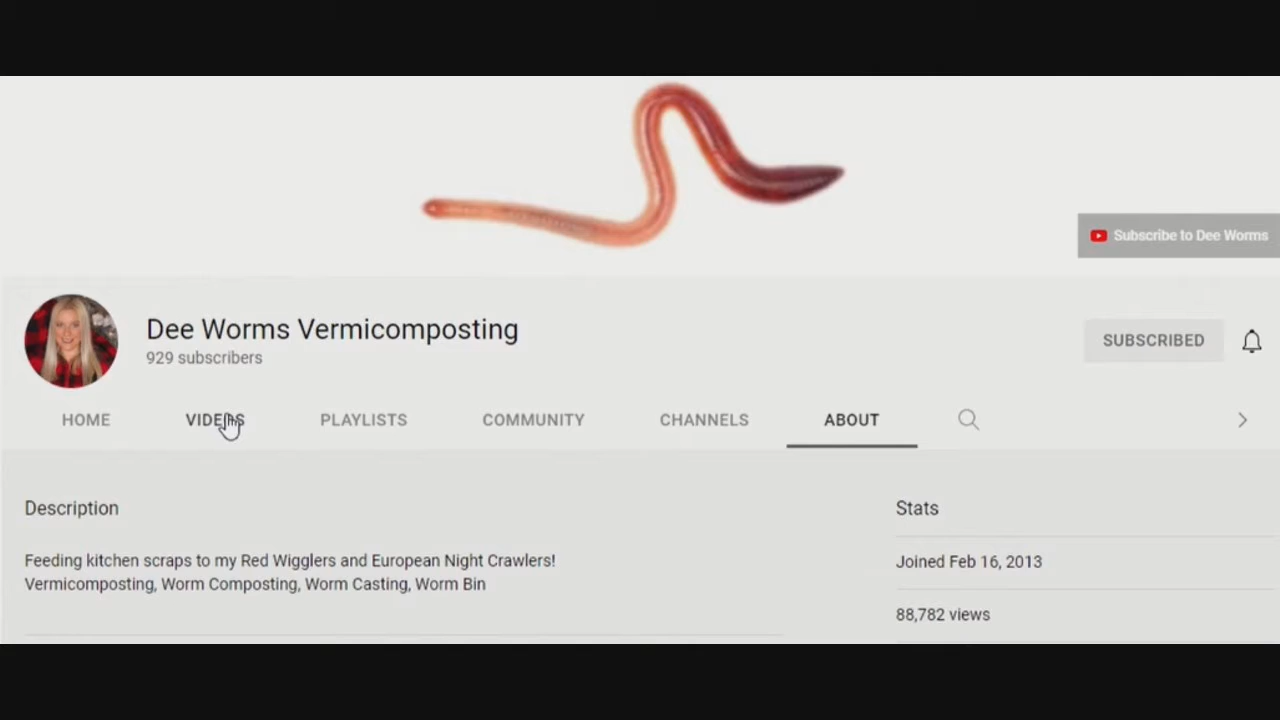 Subscribe to Dee Worms
Dee Worms Vermicomposting
929 subscribers
SUBSCRIBED
HOME VIDEOS PLAYLISTS COMMUNITY CHANNELS ABOUT
Description
Feeding kitchen scraps to my Red Wigglers and European Night Crawlers!
Vermicomposting, Worm Composting, Worm Casting, Worm Bin
Stats
Joined Feb 16, 2013
88,782 views